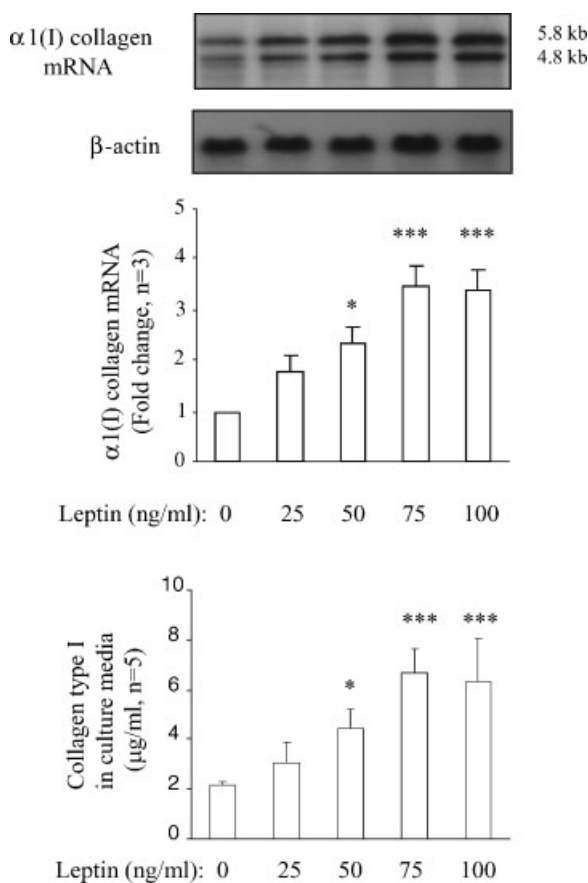 α1(I) collagen
mRNA
5.8 kb
4.8 kb
β-actin
α1(I) collagen mRNA
(Fold change, n=3)
5
4
3
2
1
0
*
***
***
Leptin (ng/ml): 0 25 50 75 100
Collagen type I
in culture media
(µg/ml, n=5)
10
8
6
4
2
0
*
***
***
Leptin (ng/ml): 0 25 50 75 100